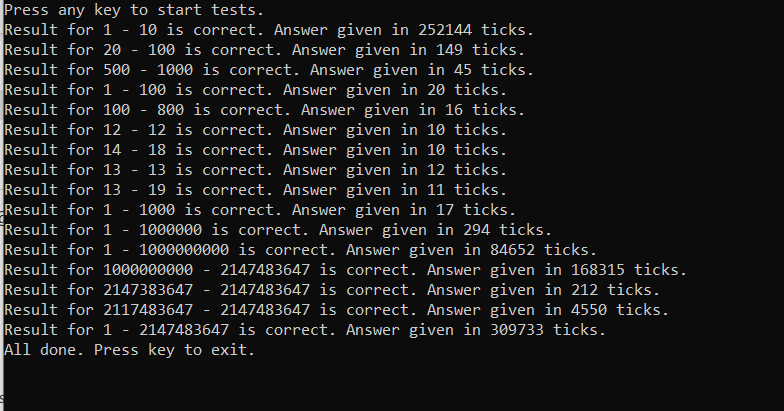 Press any key to start tests.
Result for 1 - 10 is correct. Answer given in 252144 ticks.
Result for 20 - 100 is correct. Answer given in 149 ticks.
Result for 500 - 1000 is correct. Answer given in 45 ticks.
Result for 1 - 100 is correct. Answer given in 20 ticks.
Result for 100 - 800 is correct. Answer given in 16 ticks.
Result for 12 - 12 is correct. Answer given in 10 ticks.
Result for 14 - 18 is correct. Answer given in 10 ticks.
Result for 13 - 13 is correct. Answer given in 12 ticks.
Result for 13 - 19 is correct. Answer given in 11 ticks.
Result for 1 - 1000 is correct. Answer given in 17 ticks.
Result for 1 - 1000000 is correct. Answer given in 294 ticks.
Result for 1 - 1000000000 is correct. Answer given in 84652 ticks.
Result for 1000000000 - 2147483647 is correct. Answer given in 168315 ticks.
Result for 2147383647 - 2147483647 is correct. Answer given in 212 ticks.
Result for 2117483647 - 2147483647 is correct. Answer given in 4550 ticks.
Result for 1 - 2147483647 is correct. Answer given in 309733 ticks.
All done. Press key to exit.